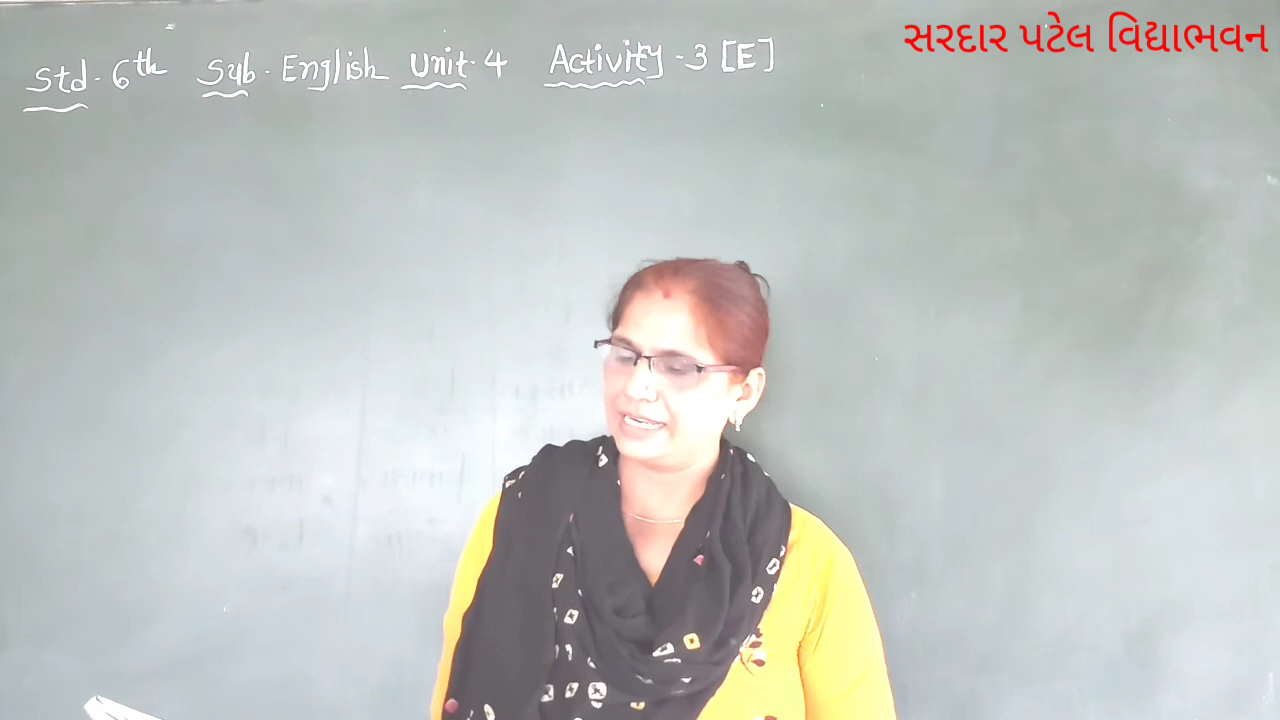 સરદાર પટેલ વિદ્યાભવન
Std. 6th Sub. English Unit. 4 Activity - 3 [E]